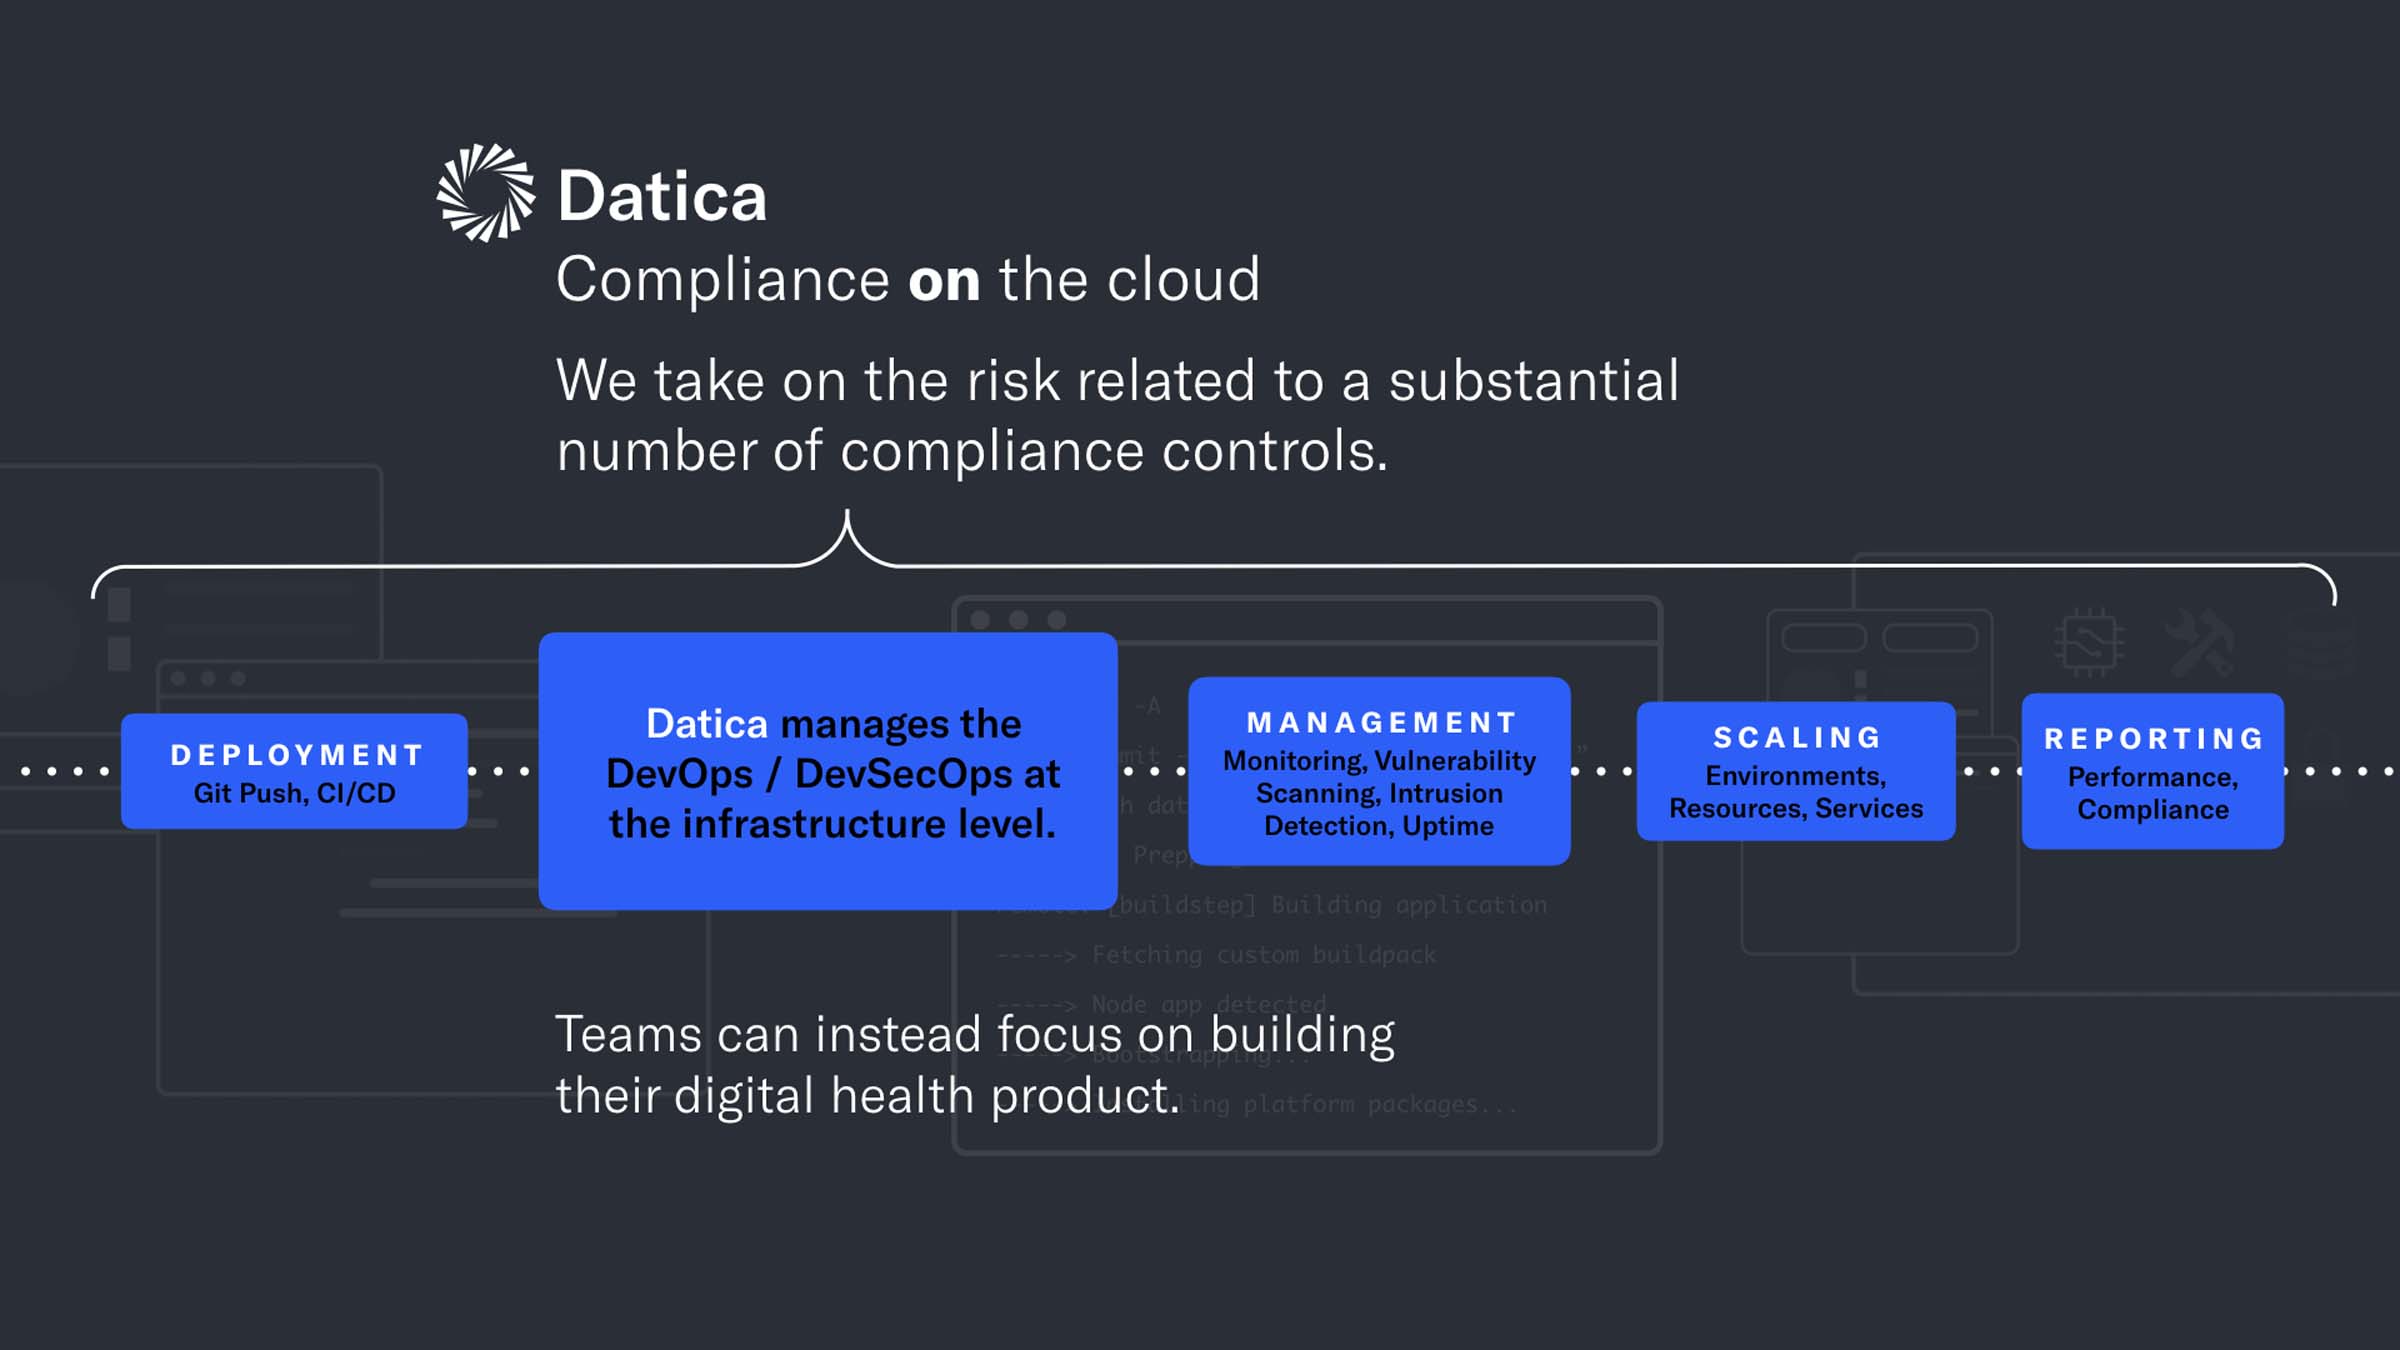 Datica
Compliance on the cloud
We take on the risk related to a substantial
number of compliance controls.
DEPLOYMENT
Git Push, CI/CD
Datica manages the
DevOps / DevSecOps at
the infrastructure level.
MANAGEMENT
Monitoring, Vulnerability
Scanning, Intrusion
Detection, Uptime
SCALING
Environments,
Resources, Services
REPORTING
Performance,
Compliance
-A
[buildstep] Building application
-----> Fetching custom buildpack
-----> Node app detected
Bootstrapping...
platform packages...
Teams can instead focus on building
their digital health product.